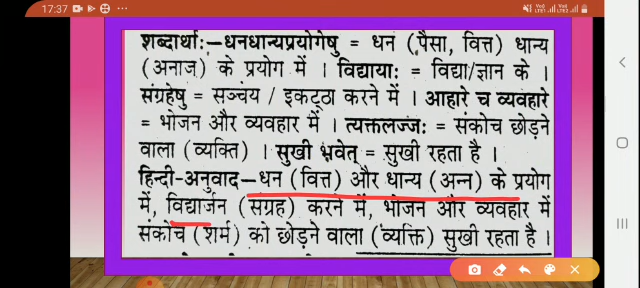 17:37
शब्दार्थाः-धनधान्यप्रयोगेषु = धन (पैसा, वित्त) धान्य
(अनाज) के प्रयोग में । विद्यायाः = विद्या/ज्ञान के ।
संग्रहेषु = सञ्चय / इकट्ठा करने में । आहारे च व्यवहारे
= भोजन और व्यवहार में । त्यक्तलज्जः = संकोच छोड़ने
वाला (व्यक्ति) । सुखी भवेत् = सुखी रहता है ।
हिन्दी-अनुवाद-धन (वित्त) और धान्य (अन्न) के प्रयोग
में, विद्यार्जन (संग्रह) करने में, भोजन और व्यवहार में
संकोच (शर्म) को छोड़ने वाला (व्यक्ति) सुखी रहता है ।